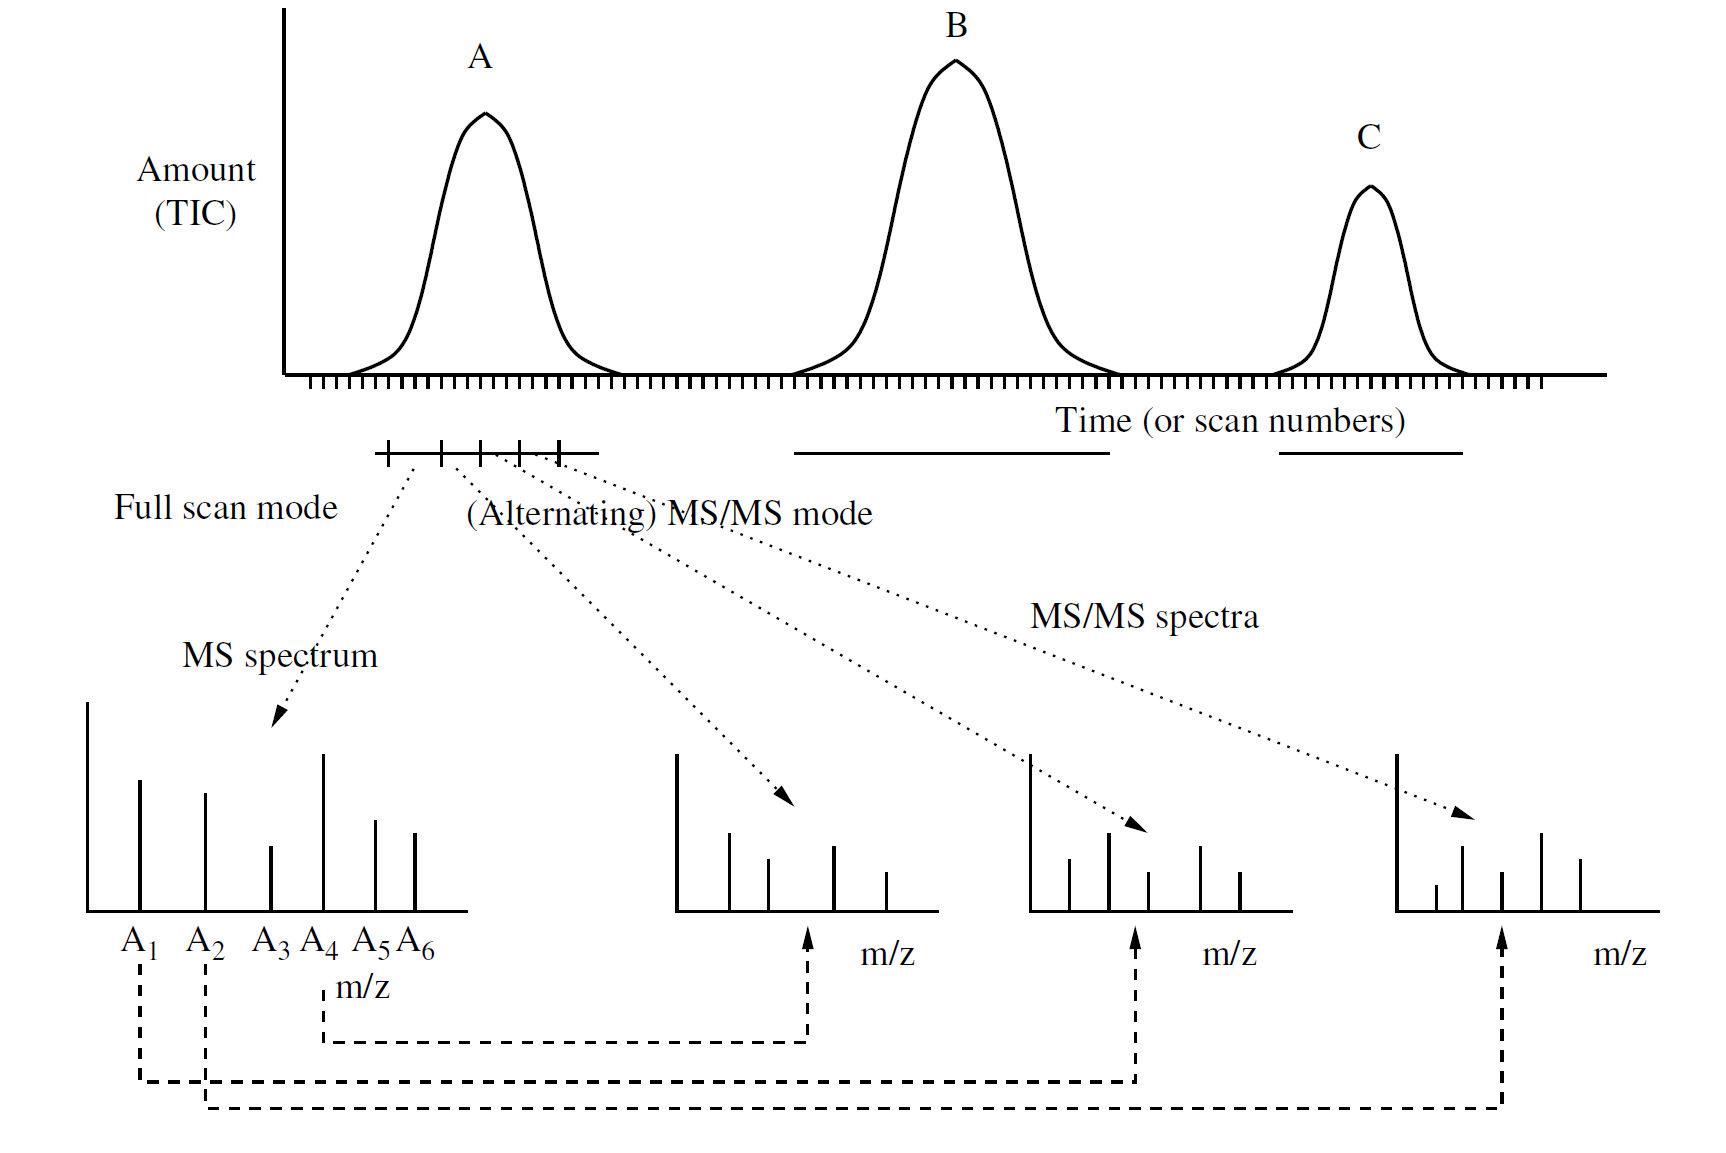 B
A
C
Amount
(TIC)
Time (or scan numbers)
Full scan mode
(Alternating) MS/MS mode
MS/MS spectra
MS spectrum
A1 A2 A3 A4 A5 A6
m/z
m/z
m/z
m/z